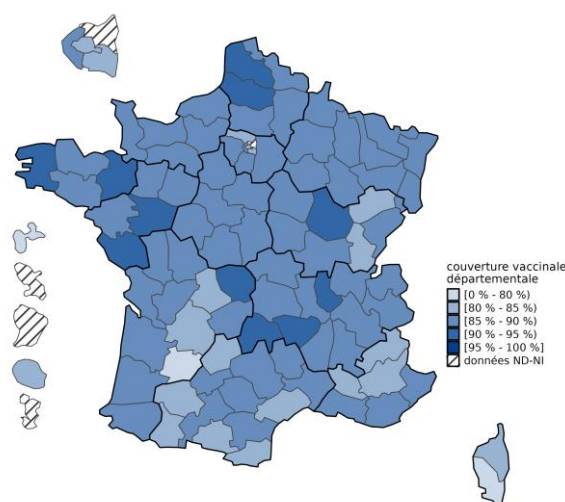 couverture vaccinale
départementale
[0 % - 80 %)
[80 % - 85 %)
[85 % - 90 %)
[90 % - 95 %)
[95 % - 100 %]
données ND-NI